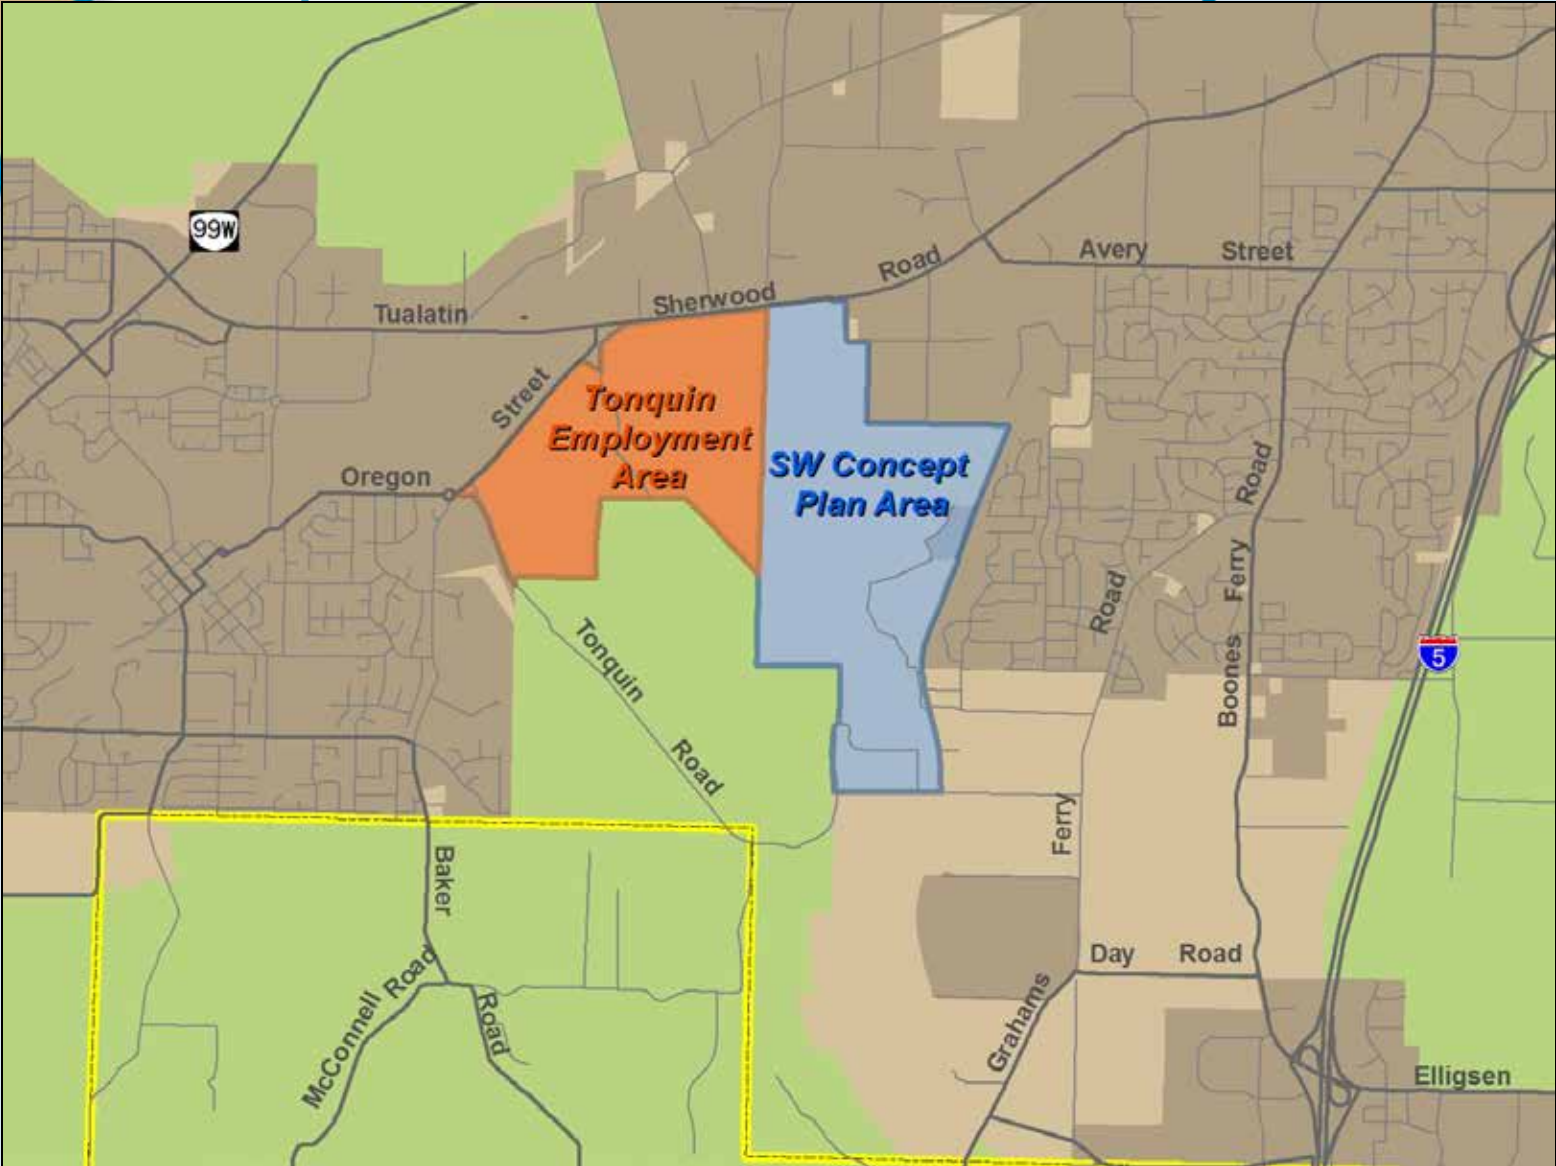 99W
Avery Street
Tualatin Sherwood Road
Street
Tonquin
Employment
Area
SW Concept
Plan Area
Oregon
Road
Road
Boones Ferry
5
Tonquin
Road
Ferry
Baker
Day Road
Road
McConnell
Road
Grahams
Elligsen